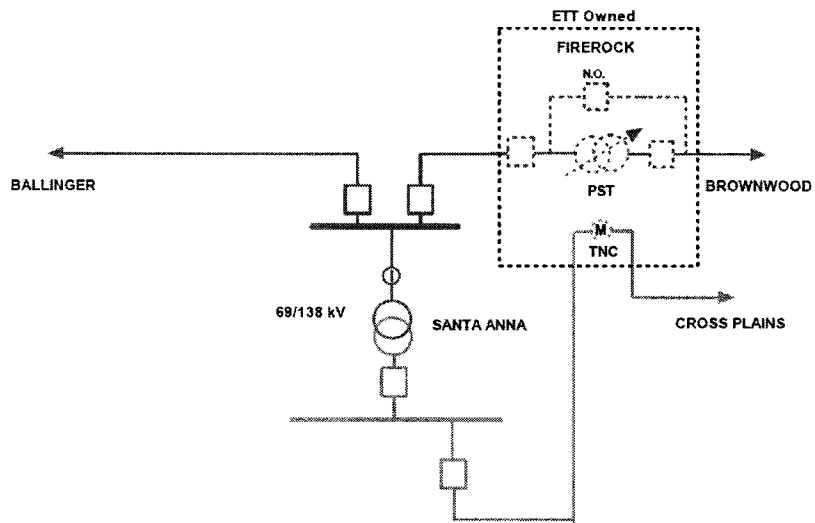 ETT Owned
FIREROCK
N.O.
BALLINGER
PST
BROWNWOOD
M
TNC
69/138 kV
SANTA ANNA
CROSS PLAINS